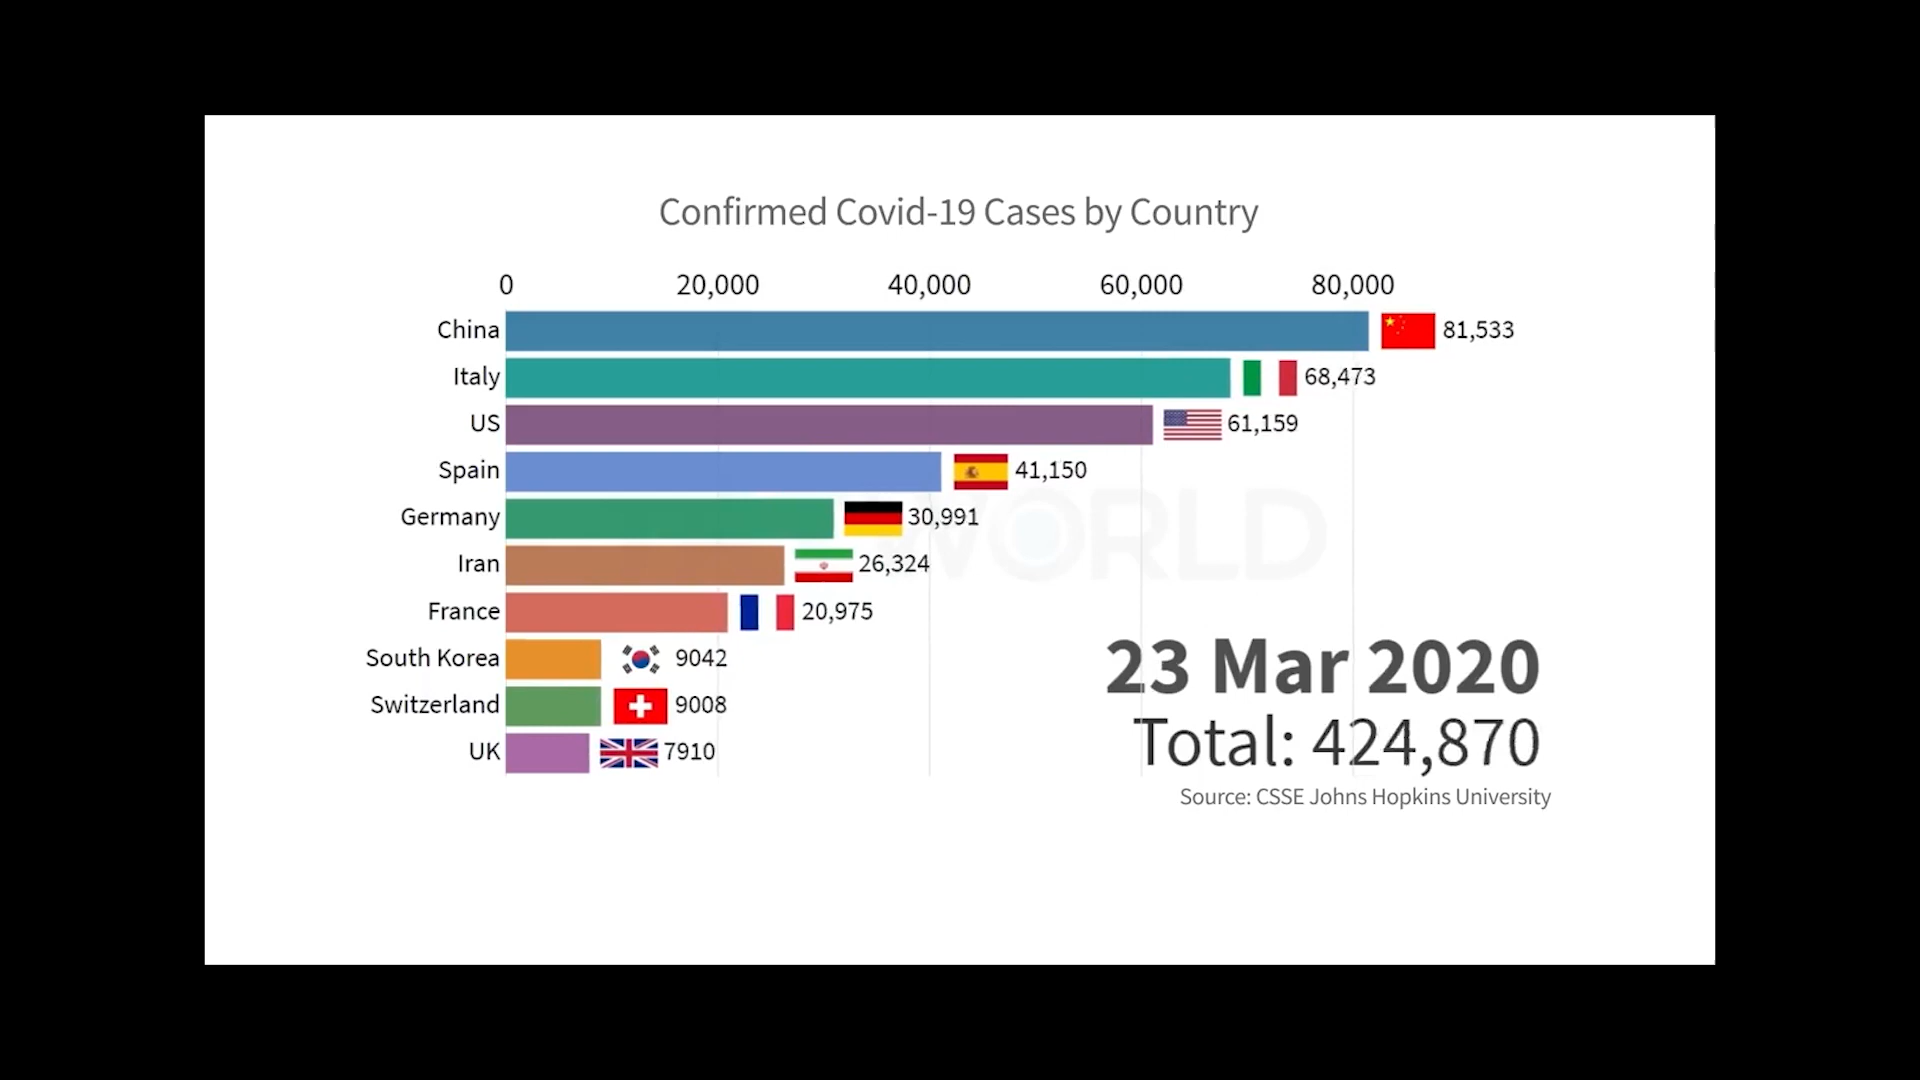 Confirmed Covid-19 Cases by Country
0 20,000 40,000 60,000 80,000
China 81,533
Italy 68,473
US 61,159
Spain 41,150
Germany 30,991
Iran 26,324
France 20,975
South Korea 9042
Switzerland 9008
UK 7910
WORLD
23 Mar 2020
Total: 424,870
Source: CSSE Johns Hopkins University